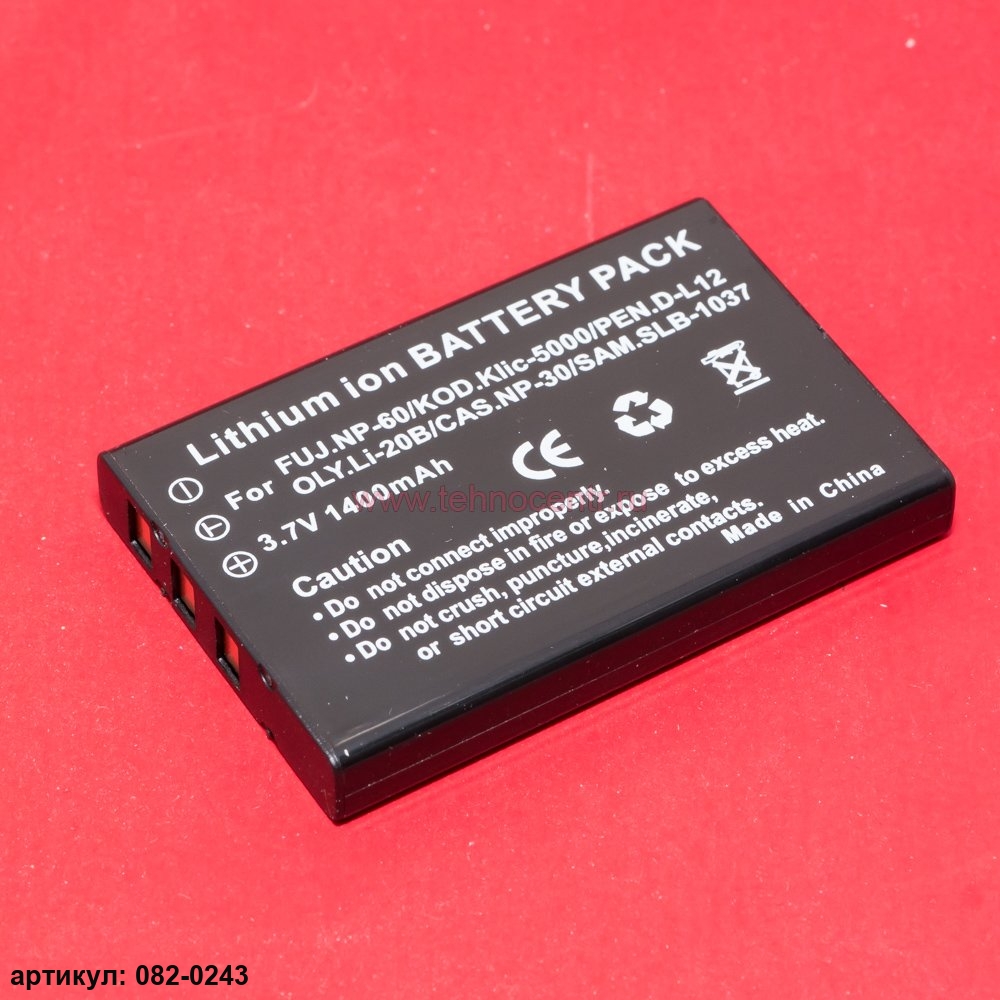 Lithium ion BATTERY PACK
For FUJ.NP-60/KOD.Klic-5000/PEN.D-L12
OLY.Li-20B/CAS.NP-30/SAM.SLB-1037
3.7V 1400mAh
CE
Caution
• Do not connect improperly.
• Do not dispose in fire or expose to excess heat.
• Do not crush, puncture,incinerate,
or short circuit external contacts.
Made in China
www.tehnocentr.ru
артикул: 082-0243